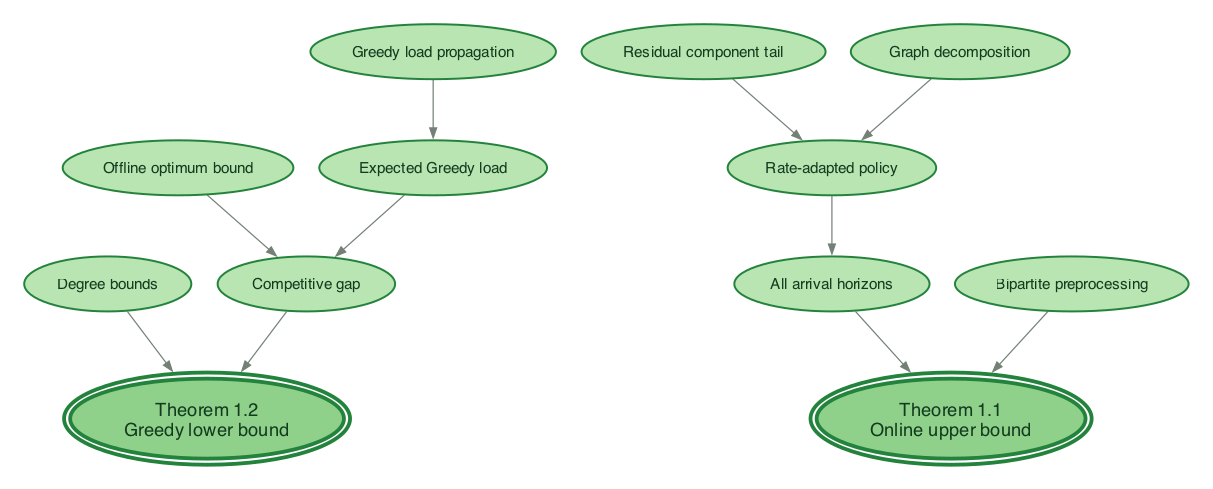 Greedy load propagation
Residual component tail
Graph decomposition
Offline optimum bound
Expected Greedy load
Rate-adapted policy
Degree bounds
Competitive gap
All arrival horizons
Bipartite preprocessing
Theorem 1.2
Greedy lower bound
Theorem 1.1
Online upper bound